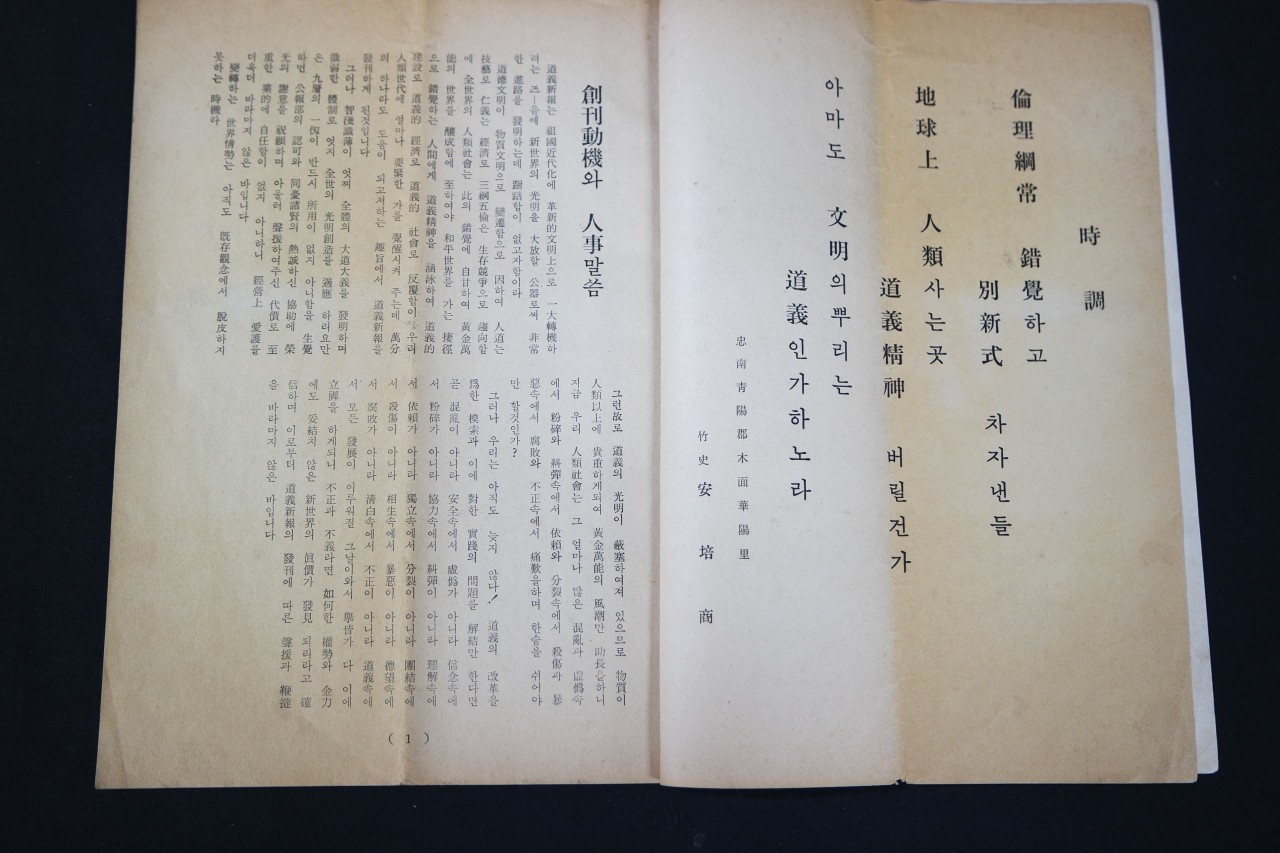 時調
倫理綱常 錯覺하고
別新式 차자낸들
地球上 人類사는곳
道義精神 버릴건가
아마도 文明의뿌리는
道義인가하노라
忠南靑陽郡木面華陽里
竹史 安培商
創刊動機와 人事말씀
道義新報는 祖國近代化에 革新的文明上으로 一大轉機하
려는 즈ー음에 新世界의 光明을 大放할 公器로써 非常
한 進路을 發明하는데 躊躇함이 없고자함이라
道德文明이 物質文明으로 變遷함으로 因하여 人道는
技藝로 仁義는 經濟로 三綱五倫은 生存競爭으로 趨向함
에 全世界의 人類社會는 此의 錯覺에 自甘하여 黃金萬
能의 世界를 釀成함에 至하여야 和平世界를 가는 捷徑
으로 錯覺하는 人間에게 道義精神을 涵泳하여 道義的
建設로 道義的 經濟로 道義的 社會로 反覆함이 우리
人類世代에 얼마나 要緊한 가를 覺醒시켜 주는데 萬分
의 하나라도 도움이 되고저하는 趣旨에서 道義新報를
發刊하게 된것입니다
그러나 智淺識薄이 엇쩌 全體의 大道大義를 發明하며
微弱한 體制로 엇지 全世의 光明創造을 適應 하려요만
은 九層의 一傀이 반드시 所用이 없지 아니함을 生覺
하면 公報部의 認可와 同憂諸賢의 熱誠하신 協助에 榮
光의 謝意을 祝願하며 아울러 聲援하여주신 代價로 至
重한 業的에 自任함이 없지 아니하니 經營上 愛護를
더욱더 바라마지 않은 바입니다
變轉하는 世界情勢는 아직도 既存觀念에서 脫皮하지
못하는 時機라
그런故로 道義의 光明이 蔽塞하여져 있으므로 物質이
人類以上에 貴重하게되여 黃金萬能의 風潮만 助長을하니
지금 우리 人類社會는 그 얼마나 많은 混亂과 虛僞속
에서 粉碎와 糾彈속에서 依賴와 分裂속에서 殺傷과 暴
惡속에서 腐敗와 不正속에서 痛歎을하며 한숨을 쉬어야
만 할것인가?
그러나 우리는 아직도 늦지 않다! 道義의 改革을
爲한 模索과 이에 對한 實踐의 問題를 解結만 한다면
곧 混亂이 아니라 安全속에서 虛僞가 아니라 信念속에
서 粉碎가 아니라 協力속에서 糾彈이 아니라 理解속에
서 依賴가 아니라 獨立속에서 分裂이 아니라 團結속에
서 殺傷이 아니라 相生속에서 暴惡이 아니라 德望속에
서 腐敗가 아니라 淸白속에서 不正이 아니라 道義속에
서 모든 發展이 이루워질 그날이와서 擧皆가 다 이에
立脚을 하게되니 不正과 不義라면 如何한 權勢와 金力
에도 妥結치 않은 新世界의 眞價가 發見 되리라고 確
信하며 이로부터 道義新報의 發刊에 따른 聲援과 鞭撻
을 바라마지 않은 바입니다
( 1 )